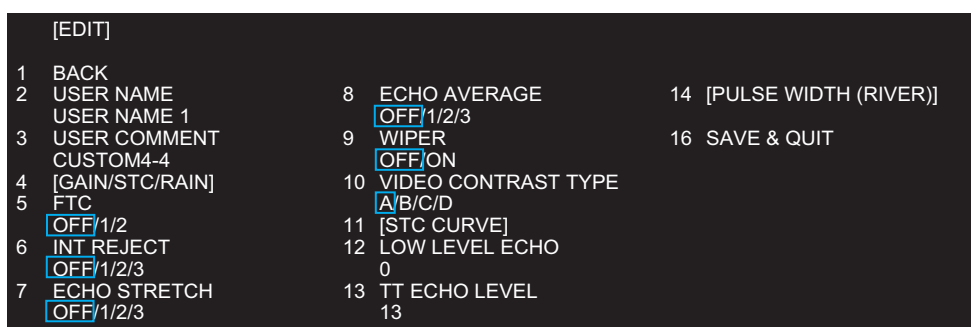 [EDIT]
1 BACK
2 USER NAME
USER NAME 1
3 USER COMMENT
CUSTOM4-4
4 [GAIN/STC/RAIN]
5 FTC
OFF/1/2
6 INT REJECT
OFF/1/2/3
7 ECHO STRETCH
OFF/1/2/3
8 ECHO AVERAGE
OFF/1/2/3
9 WIPER
OFF/ON
10 VIDEO CONTRAST TYPE
A/B/C/D
11 [STC CURVE]
12 LOW LEVEL ECHO
0
13 TT ECHO LEVEL
13
14 [PULSE WIDTH (RIVER)]
16 SAVE & QUIT